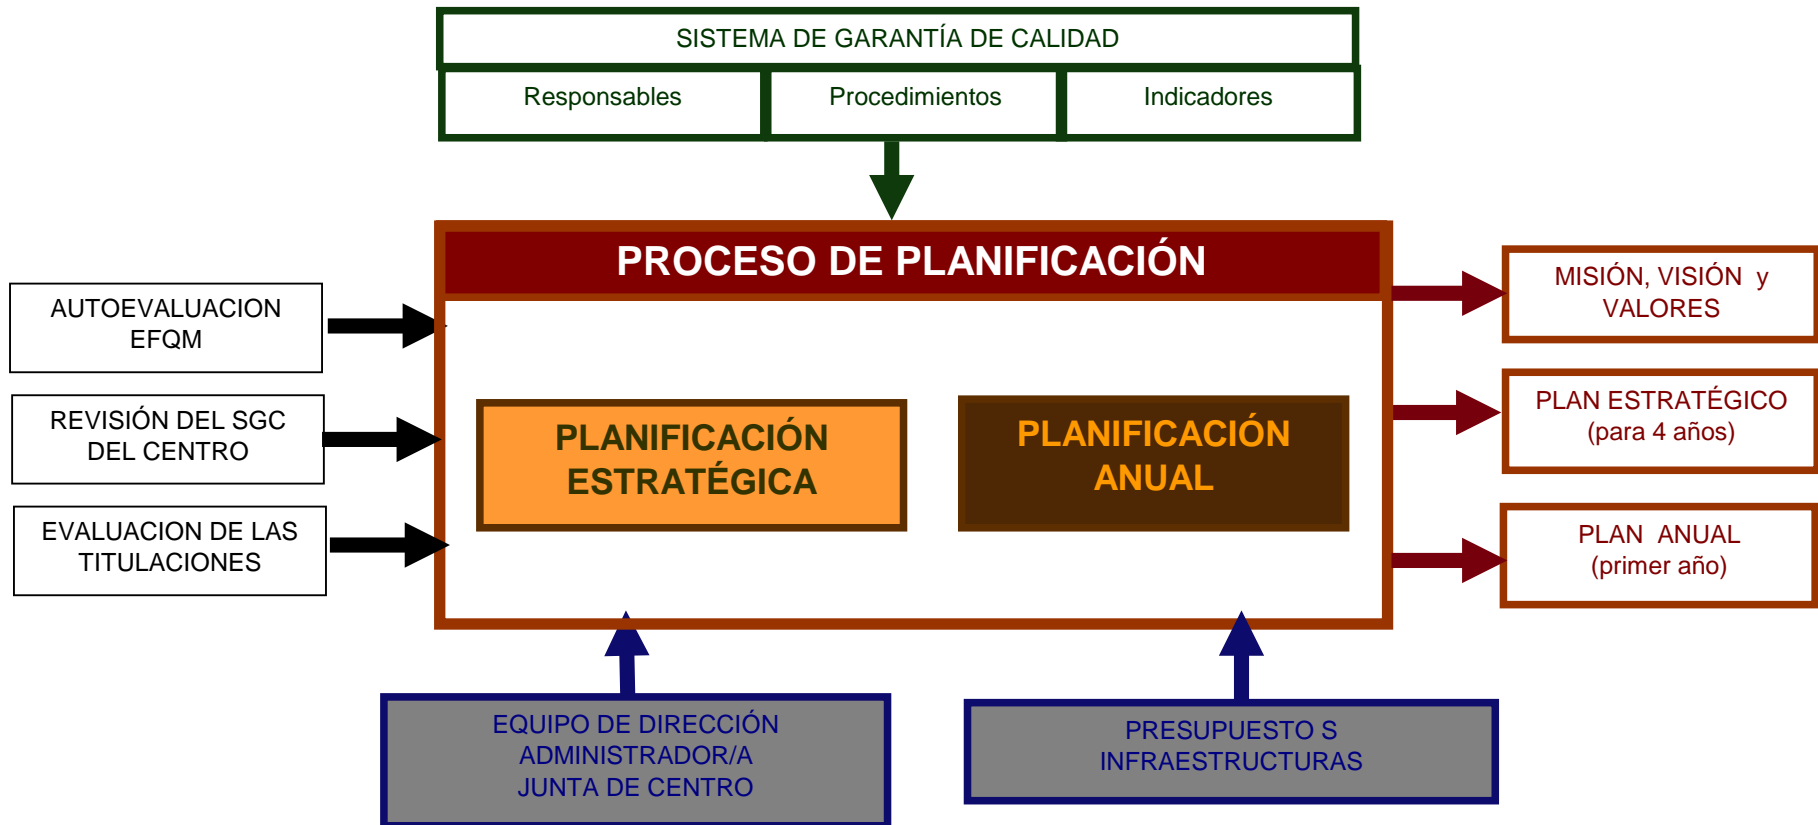 SISTEMA DE GARANTÍA DE CALIDAD
Responsables
Procedimientos
Indicadores
PROCESO DE PLANIFICACIÓN
AUTOEVALUACION
EFQM
REVISIÓN DEL SGC
DEL CENTRO
EVALUACION DE LAS
TITULACIONES
PLANIFICACIÓN
ESTRATÉGICA
PLANIFICACIÓN
ANUAL
MISIÓN, VISIÓN y
VALORES
PLAN ESTRATÉGICO
(para 4 años)
PLAN ANUAL
(primer año)
EQUIPO DE DIRECCIÓN
ADMINISTRADOR/A
JUNTA DE CENTRO
PRESUPUESTO S
INFRAESTRUCTURAS